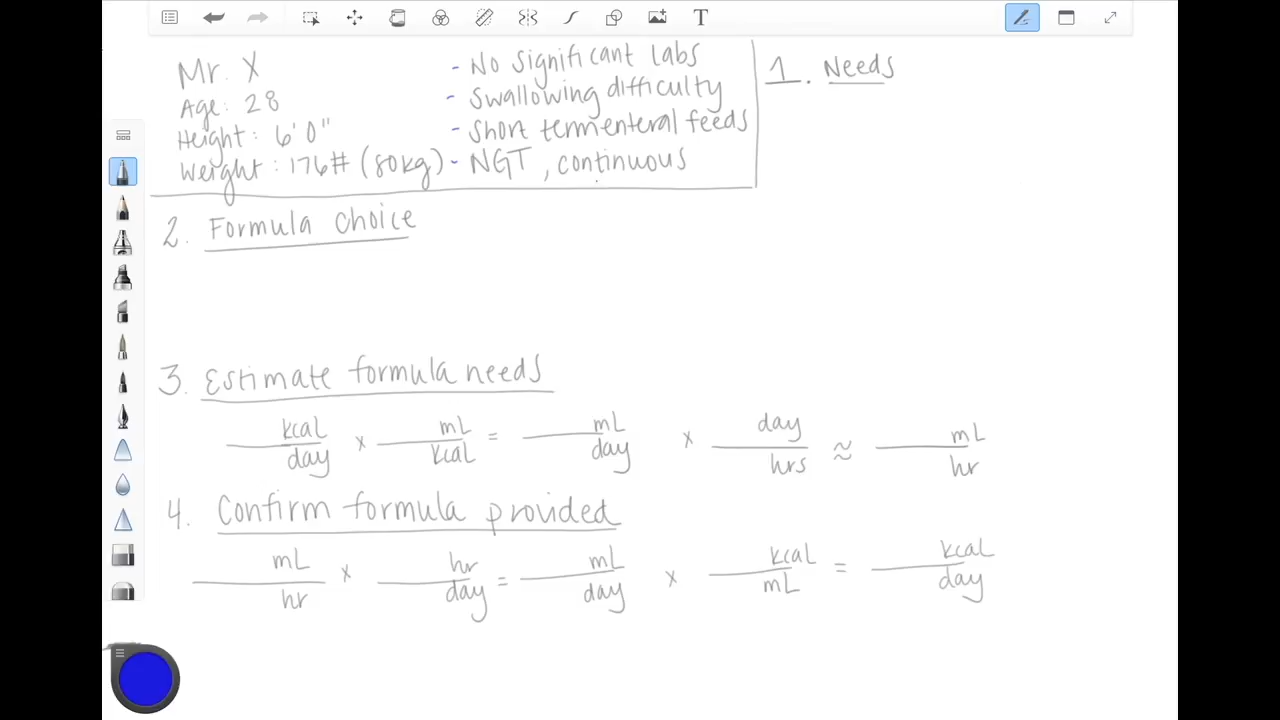 Mr. X
Age: 28
Height: 6'0"
Weight: 176# (80kg)
- No significant labs
- Swallowing difficulty
- Short term enteral feeds
- NGT, continuous
1. Needs
2. Formula Choice
3. Estimate formula needs
kcal/day x mL/kcal = mL/day x day/hrs ≈ mL/hr
4. Confirm formula provided
mL/hr x hr/day = mL/day x kcal/mL = kcal/day
T